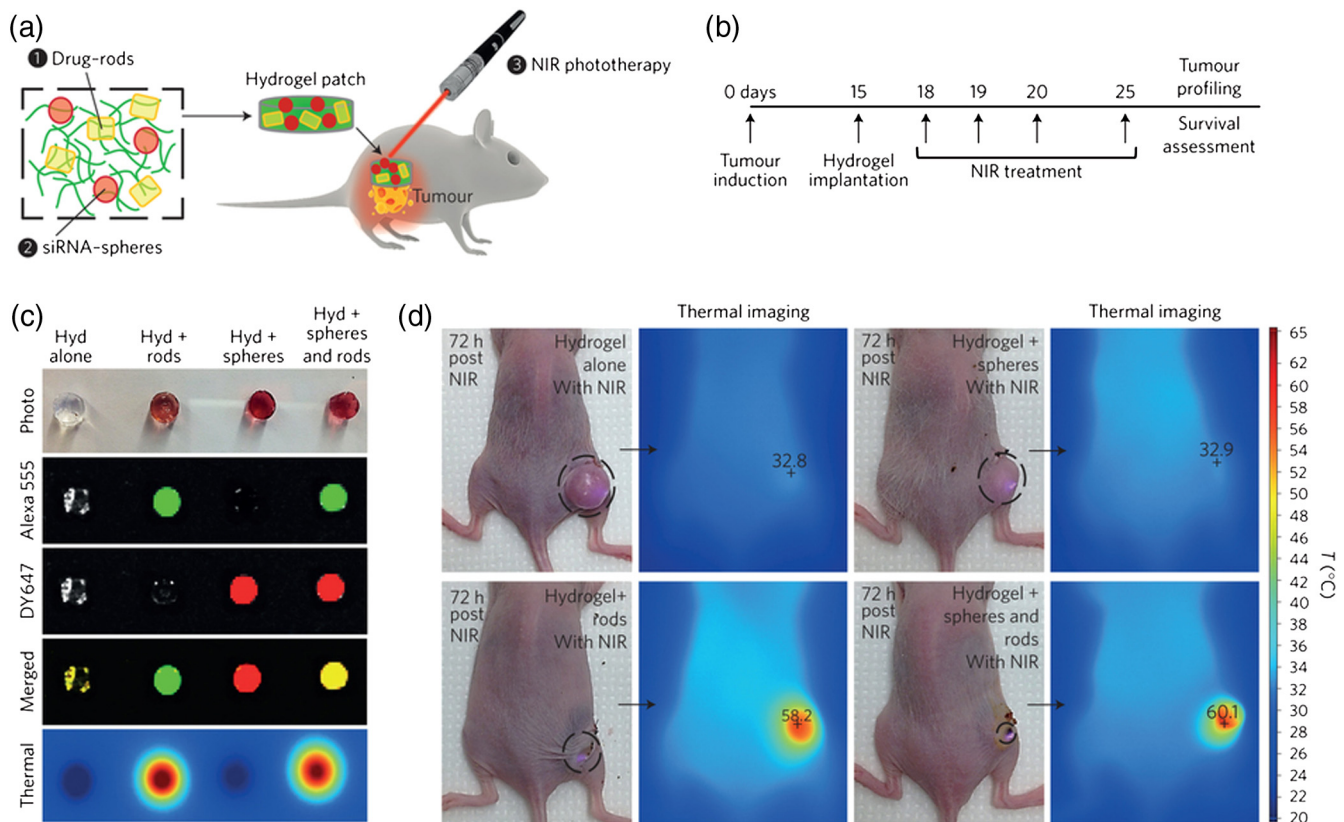 (a)
❶ Drug–rods
❷ siRNA–spheres
Hydrogel patch
❸ NIR phototherapy
Tumour
(b)
0 days 15 18 19 20 25
Tumour
profiling
Survival
assessment
Tumour
induction
Hydrogel
implantation
NIR treatment
(c)
Hyd
alone
Hyd +
rods
Hyd +
spheres
Hyd +
spheres
and rods
Photo
Alexa 555
DY647
Merged
Thermal
(d)
Thermal imaging
Thermal imaging
72 h
post
NIR
Hydrogel
alone
With NIR
32.8
72 h
post
NIR
Hydrogel +
spheres
With NIR
32.9
72 h
post
NIR
Hydrogel+
rods
With NIR
58.2
72 h
post
NIR
Hydrogel +
spheres and
rods
With NIR
60.1
65
62
60
58
56
54
52
50
48
46
44
42
40
38
36
34
32
30
28
26
24
22
20
T (°C)